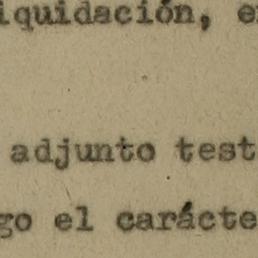 iquidación, e
adjunto test
go el carácte